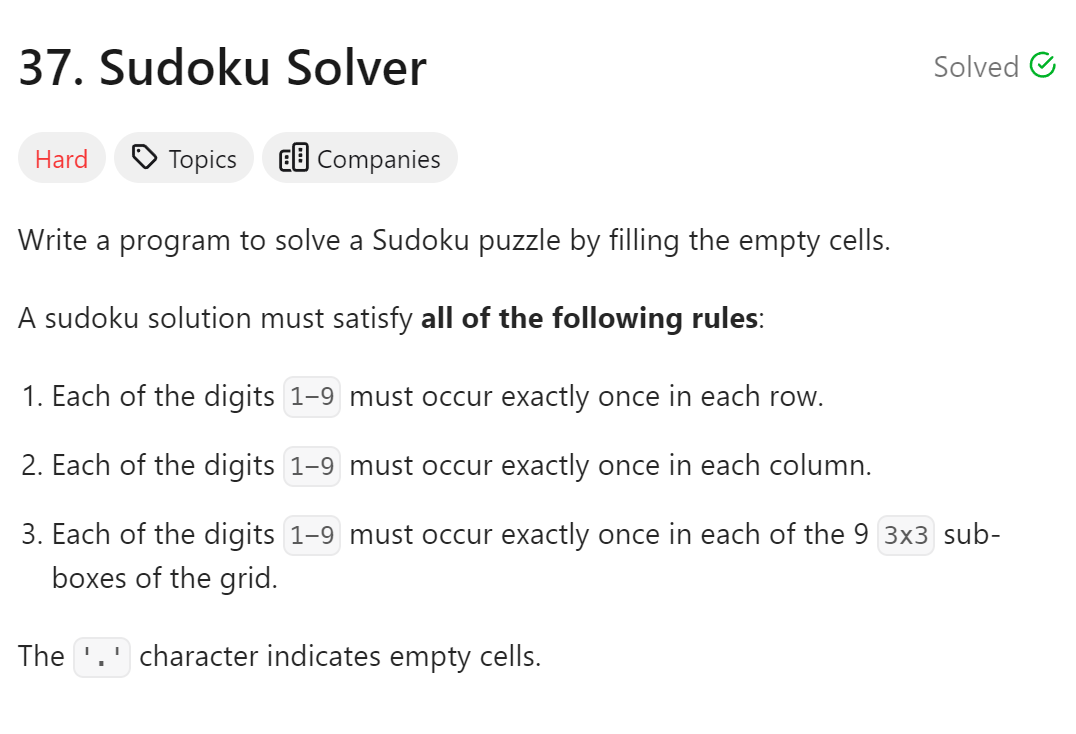 37. Sudoku Solver
Solved
Hard
Topics
Companies
Write a program to solve a Sudoku puzzle by filling the empty cells.
A sudoku solution must satisfy all of the following rules:
1. Each of the digits 1-9 must occur exactly once in each row.
2. Each of the digits 1-9 must occur exactly once in each column.
3. Each of the digits 1-9 must occur exactly once in each of the 9 3x3 sub-
boxes of the grid.
The '.' character indicates empty cells.